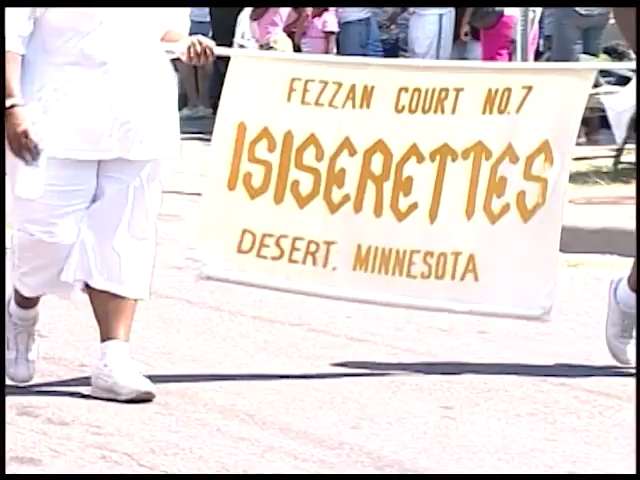 FEZZAN COURT NO.7
ISISERETTES
DESERT. MINNESOTA